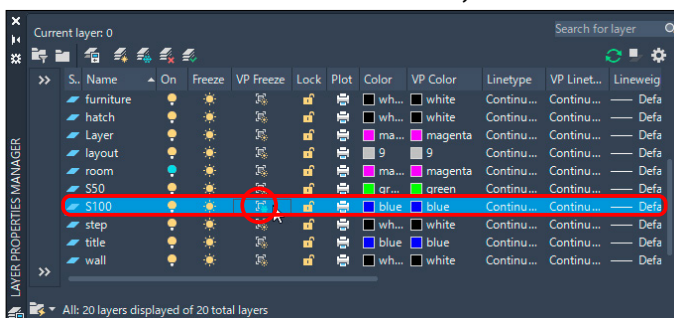 Current layer: 0
Search for layer
S.. Name On Freeze VP Freeze Lock Plot Color VP Color Linetype VP Linet... Lineweig
furniture wh... white Continu... Continu... Defa
hatch wh... white Continu... Continu... Defa
Layer ma... magenta Continu... Continu... Defa
layout 9 9 Continu... Continu... Defa
room ma... magenta Continu... Continu... Defa
S50 gr... green Continu... Continu... Defa
S100 blue blue Continu... Continu... Defa
step wh... white Continu... Continu... Defa
title blue blue Continu... Continu... Defa
wall wh... white Continu... Continu... Defa
All: 20 layers displayed of 20 total layers
LAYER PROPERTIES MANAGER